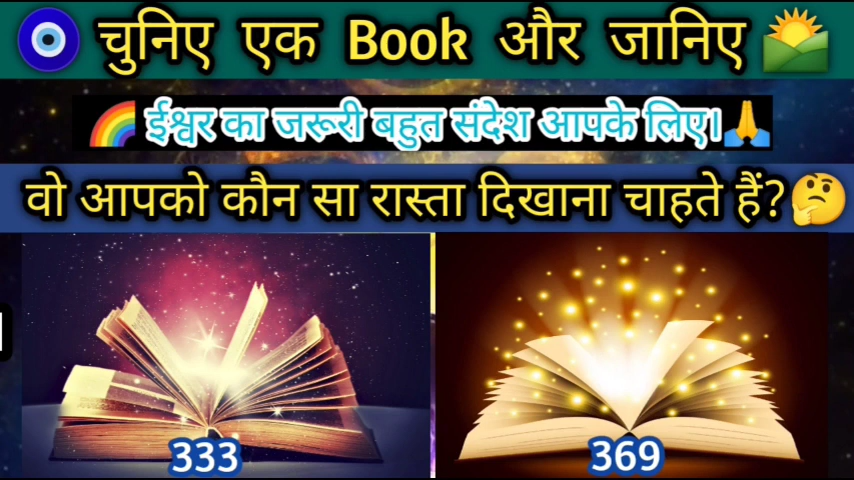 चुनिए एक Book और जानिए
ईश्वर का जरूरी बहुत संदेश आपके लिए।
वो आपको कौन सा रास्ता दिखाना चाहते हैं?
333
369